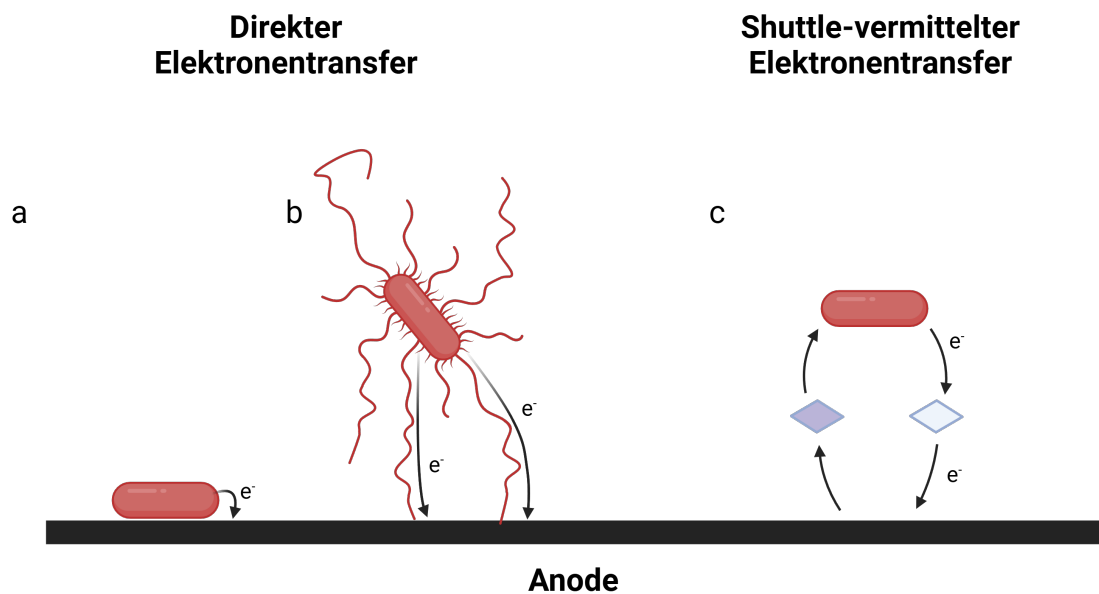 Direkter
Elektronentransfer
Shuttle-vermittelter
Elektronentransfer
a
b
c
e⁻
e⁻
e⁻
e⁻
e⁻
Anode